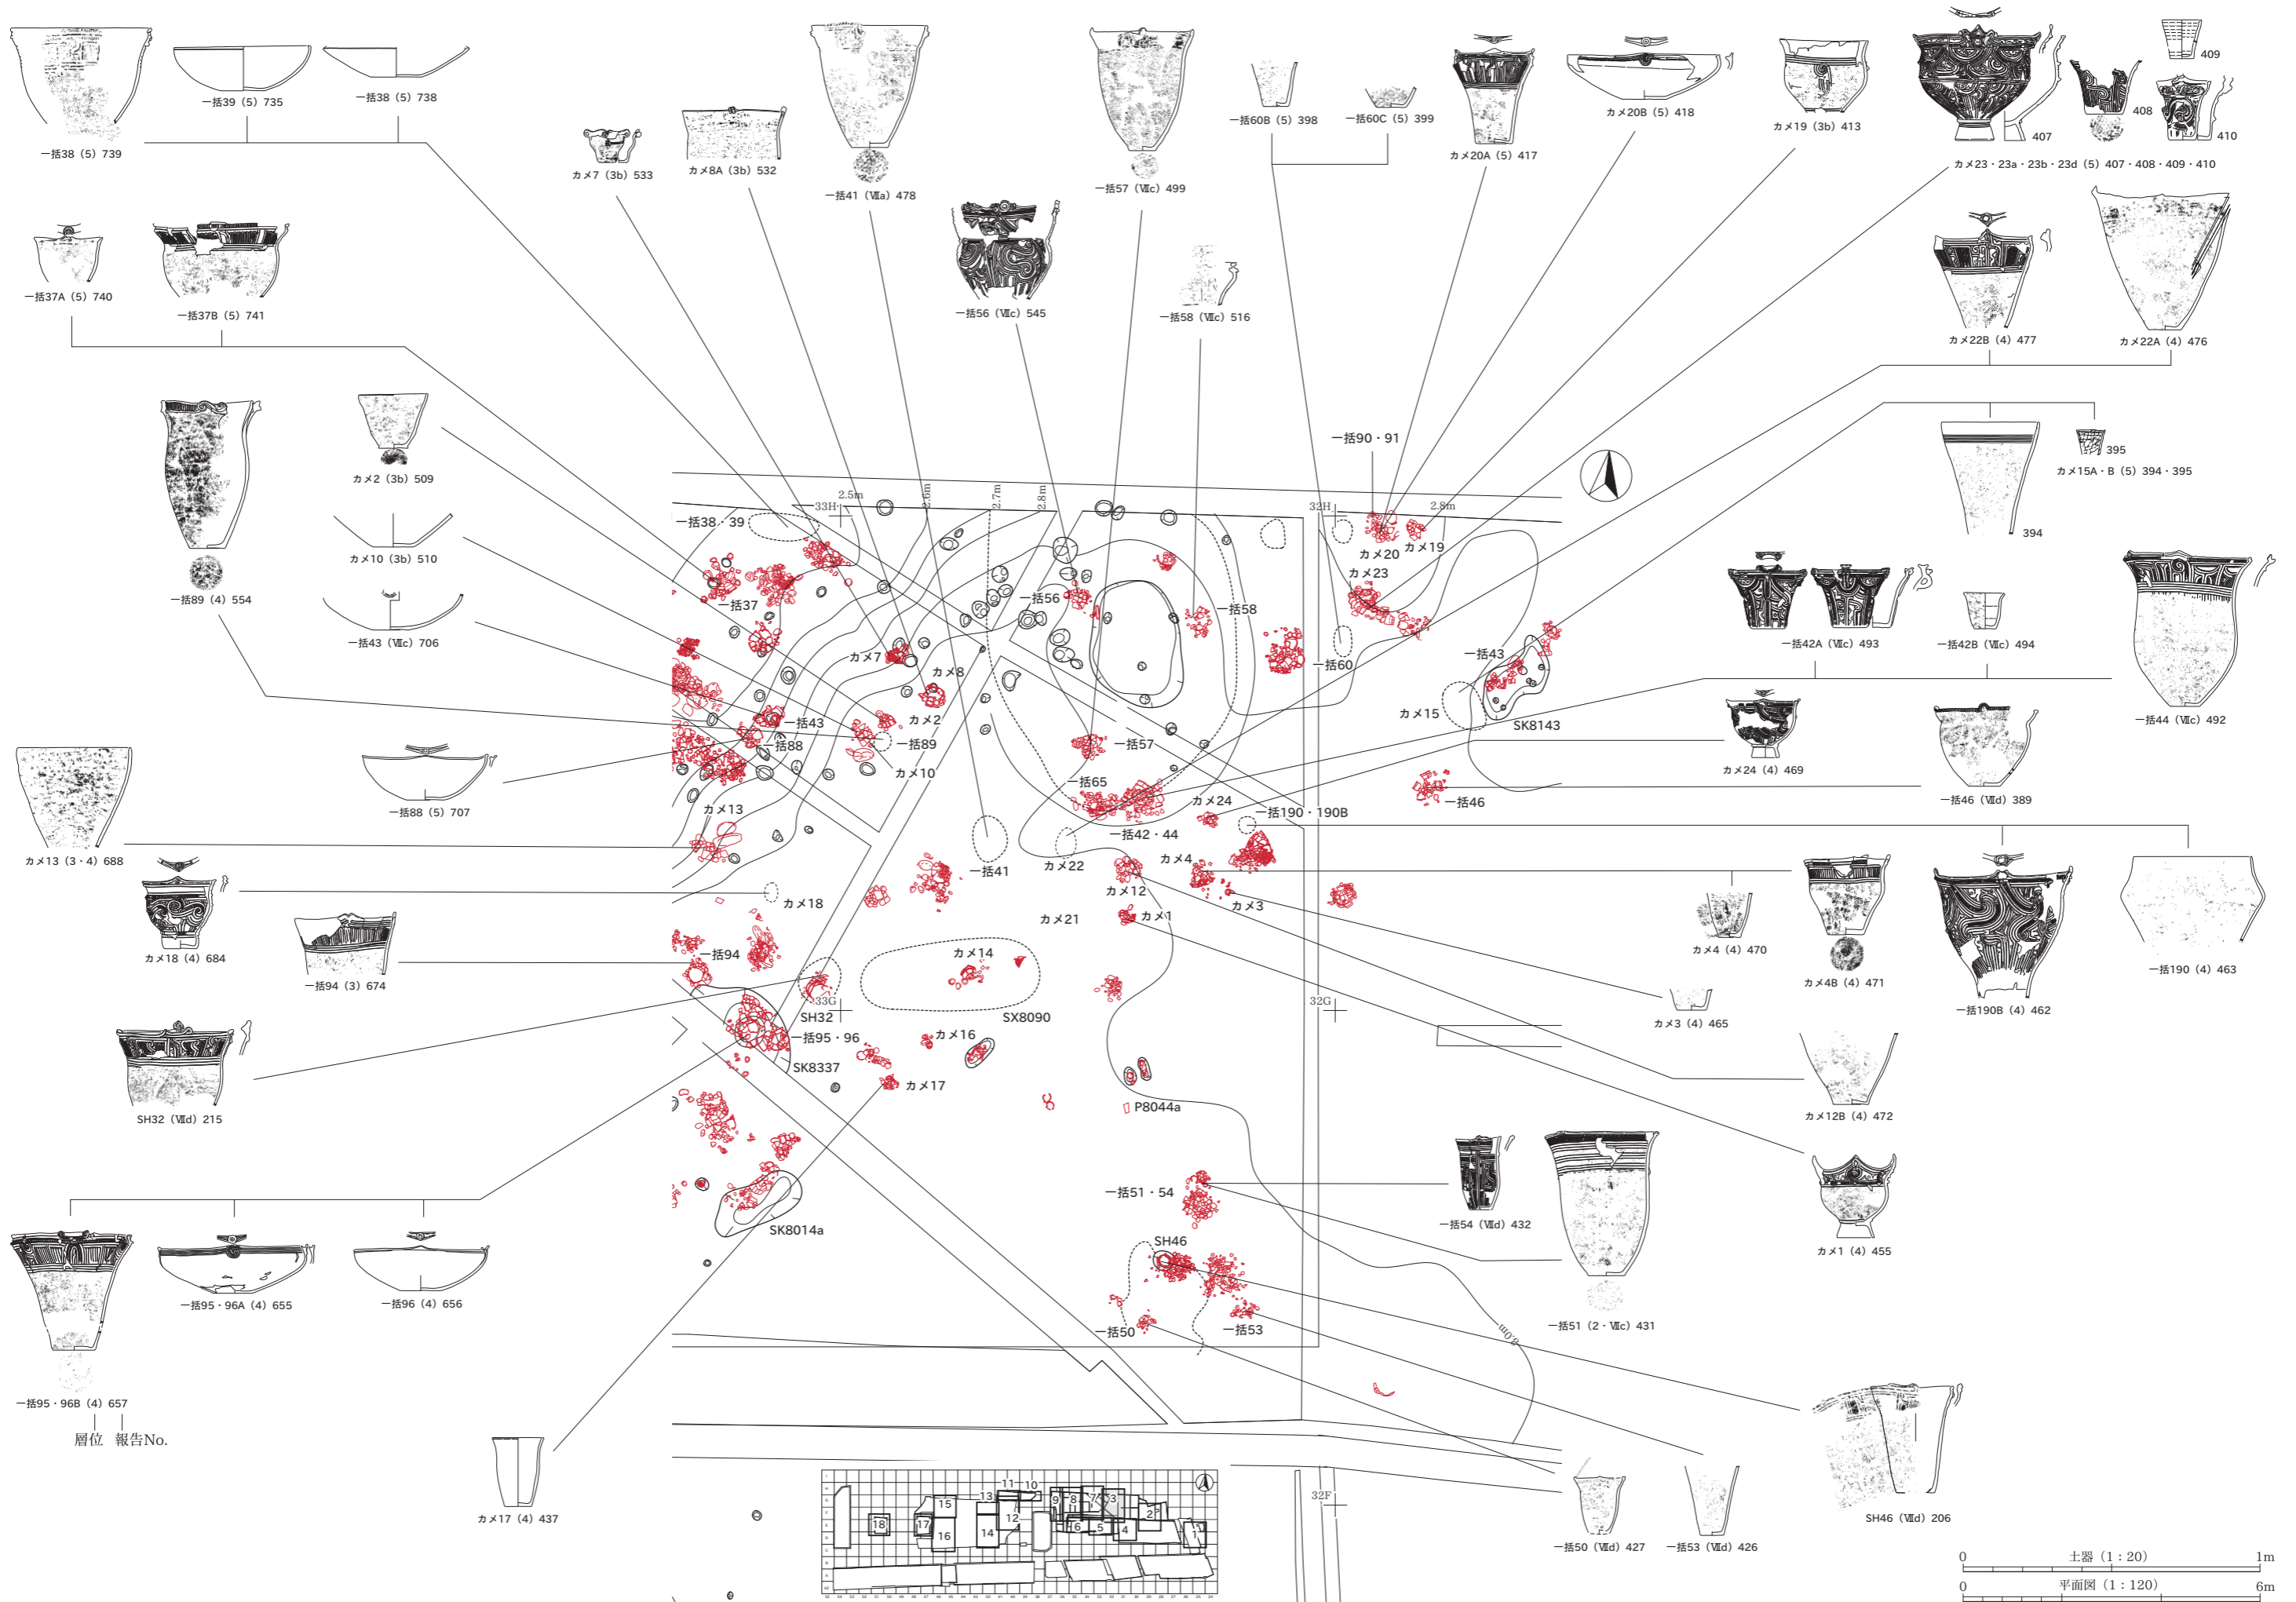 一括38（5）739
一括39（5）735
一括38（5）738
カメ7（3b）533
カメ8A（3b）532
一括41（Ⅶa）478
一括57（Ⅶc）499
一括60B（5）398
一括60C（5）399
カメ20A（5）417
カメ20B（5）418
カメ19（3b）413
407
408
409
410
カメ23・23a・23b・23d（5）407・408・409・410
一括37A（5）740
一括37B（5）741
一括56（Ⅶc）545
一括58（Ⅶc）516
カメ22B（4）477
カメ22A（4）476
一括89（4）554
カメ2（3b）509
カメ10（3b）510
一括43（Ⅶc）706
395
カメ15A・B（5）394・395
394
一括42A（Ⅶc）493
一括42B（Ⅶc）494
一括44（Ⅶc）492
カメ24（4）469
一括46（Ⅶd）389
カメ13（3・4）688
一括88（5）707
カメ18（4）684
一括94（3）674
SH32（Ⅶd）215
カメ4（4）470
カメ4B（4）471
一括190B（4）462
一括190（4）463
カメ3（4）465
カメ12B（4）472
カメ1（4）455
一括54（Ⅶd）432
一括51（2・Ⅶc）431
一括95・96A（4）655
一括96（4）656
一括95・96B（4）657
層位　報告No.
カメ17（4）437
一括50（Ⅶd）427
一括53（Ⅶd）426
SH46（Ⅶd）206
一括90・91
2.5m
2.6m
2.7m
2.8m
33H
32H
2.8m
一括38・39
カメ20
カメ19
カメ23
一括37
一括56
一括58
一括60
カメ7
カメ8
カメ2
一括43
カメ15
SK8143
一括43
一括88
一括89
カメ10
一括57
一括65
カメ24
一括46
一括190・190B
カメ13
一括42・44
カメ22
一括41
カメ4
カメ12
カメ3
カメ18
カメ21
カメ1
一括94
カメ14
33G
SH32
SX8090
32G
一括95・96
カメ16
SK8337
カメ17
P8044a
一括51・54
SK8014a
SH46
一括50
一括53
3.0m
32F
1
2
3
4
5
6
7
8
9
10
11
12
13
14
15
16
17
18
0　土器（1：20）　1m
0　平面図（1：120）　6m